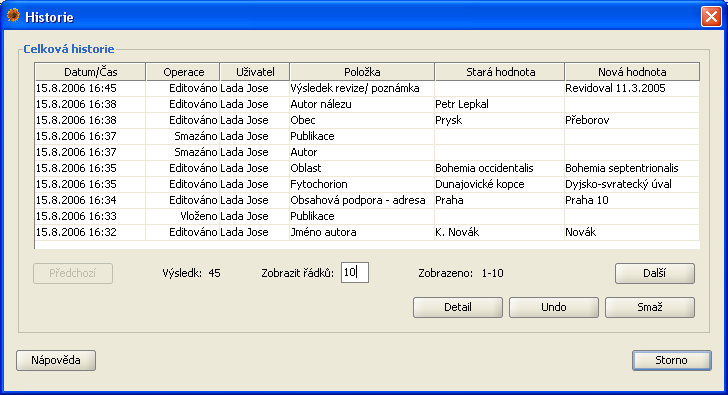 Historie
Celková historie
Datum/Čas Operace Uživatel Položka Stará hodnota Nová hodnota
15.8.2006 16:45 Editováno Lada Jose Výsledek revize/ poznámka Revidoval 11.3.2005
15.8.2006 16:38 Editováno Lada Jose Autor nálezu Petr Lepkal
15.8.2006 16:38 Editováno Lada Jose Obec Prysk Přeborov
15.8.2006 16:37 Smazáno Lada Jose Publikace
15.8.2006 16:37 Smazáno Lada Jose Autor
15.8.2006 16:35 Editováno Lada Jose Oblast Bohemia occidentalis Bohemia septentrionalis
15.8.2006 16:35 Editováno Lada Jose Fytochorion Dunajovické kopce Dyjsko-svratecký úval
15.8.2006 16:34 Editováno Lada Jose Obsahová podpora - adresa Praha Praha 10
15.8.2006 16:33 Vloženo Lada Jose Publikace
15.8.2006 16:32 Editováno Lada Jose Jméno autora K. Novák Novák
Předchozí Výsledk: 45 Zobrazit řádků: 10 Zobrazeno: 1-10 Další
Detail Undo Smaž
Nápověda Storno